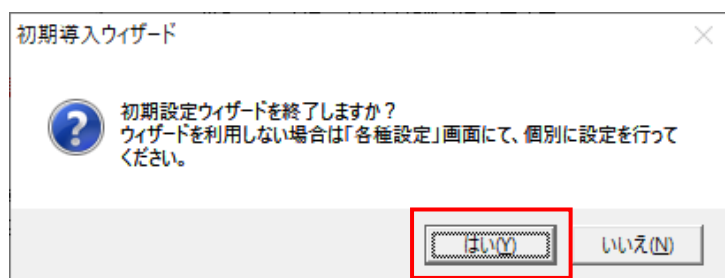 初期導入ウィザード
初期設定ウィザードを終了しますか？
ウィザードを利用しない場合は「各種設定」画面にて、個別に設定を行って
ください。
はい(Y)
いいえ(N)